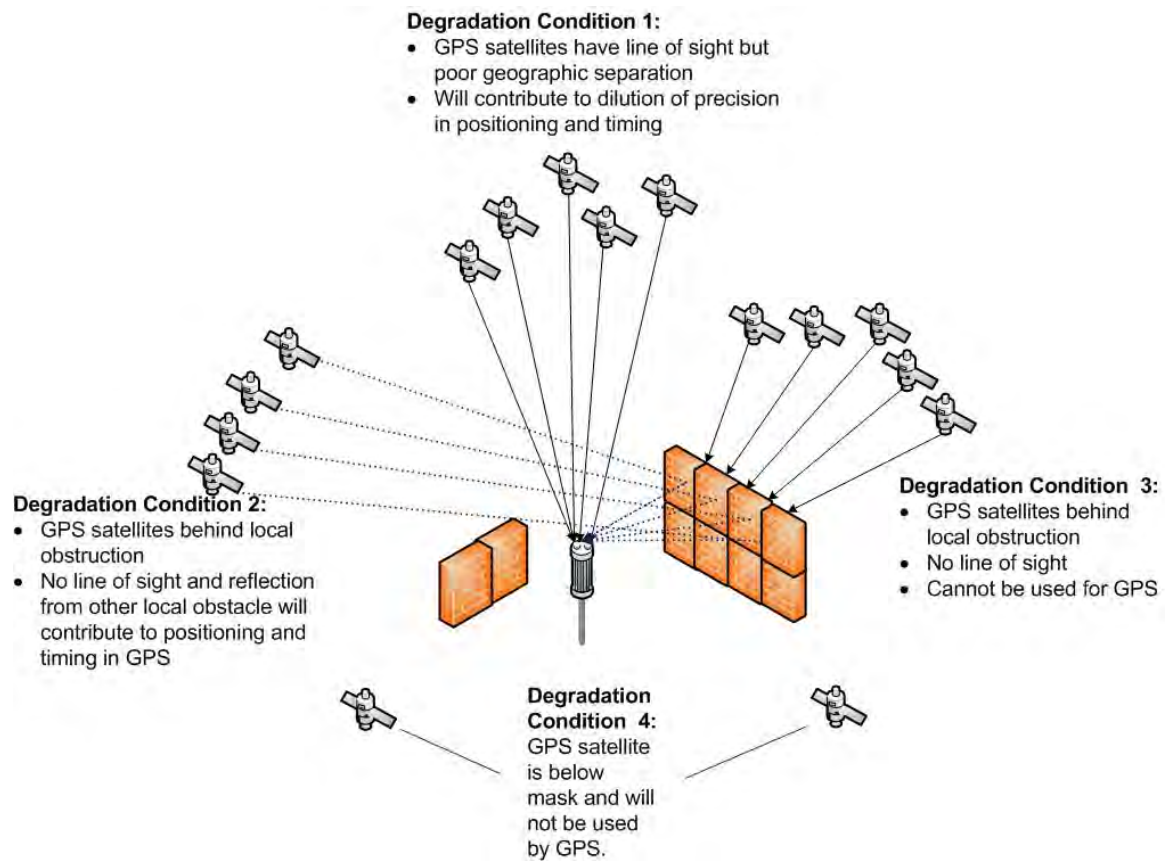 Degradation Condition 1:
• GPS satellites have line of sight but
poor geographic separation
• Will contribute to dilution of precision
in positioning and timing
Degradation Condition 2:
• GPS satellites behind local
obstruction
• No line of sight and reflection
from other local obstacle will
contribute to positioning and
timing in GPS
Degradation Condition 3:
• GPS satellites behind
local obstruction
• No line of sight
• Cannot be used for GPS
Degradation
Condition 4:
GPS satellite
is below
mask and will
not be used
by GPS.